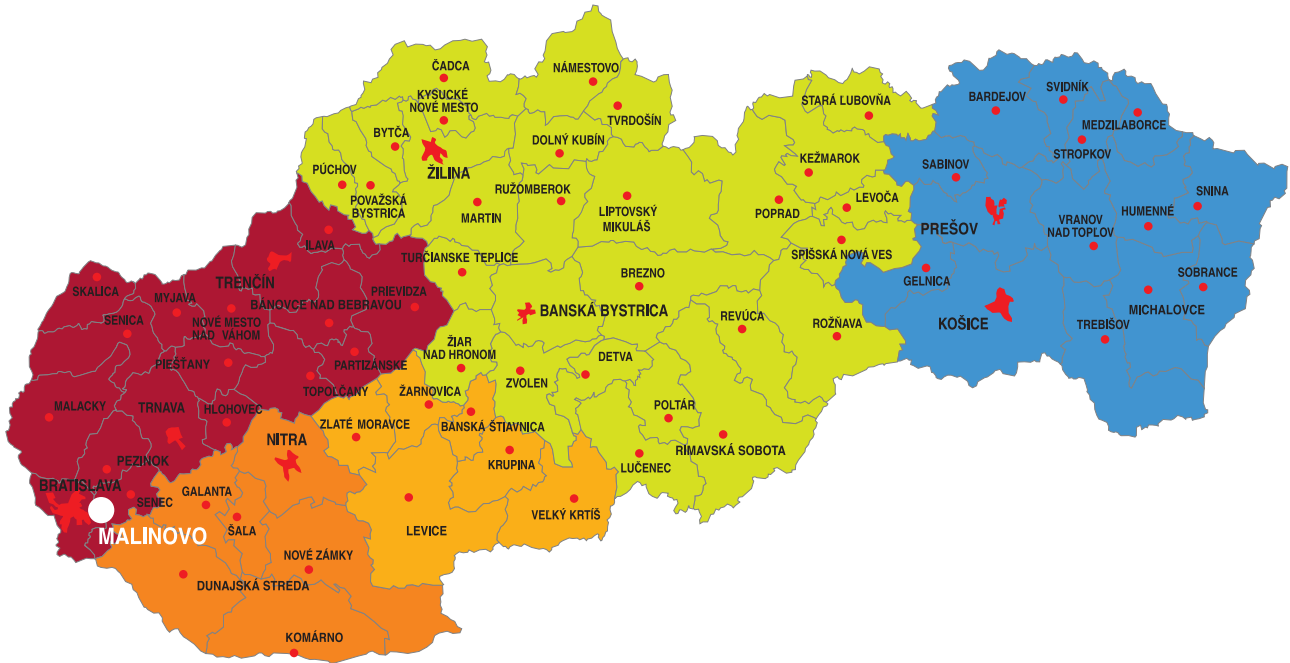 ČADCA
NÁMESTOVO
KYSUCKÉ
NOVÉ MESTO
TVRDOŠÍN
STARÁ LUBOVŇA
BARDEJOV
SVIDNÍK
MEDZILABORCE
STROPKOV
BYTČA
DOLNÝ KUBÍN
ŽILINA
KEŽMAROK
SABINOV
PÚCHOV
POVAŽSKÁ
BYSTRICA
RUŽOMBEROK
MARTIN
LIPTOVSKÝ
MIKULÁŠ
POPRAD
LEVOČA
SNINA
PREŠOV
VRANOV
NAD TOPLOV
HUMENNÉ
ILAVA
TURČIANSKE TEPLICE
SPIŠSKÁ NOVÁ VES
BREZNO
GELNICA
SOBRANCE
SKALICA
MYJAVA
TRENČÍN
BÁNOVCE NAD BEBRAVOU
PRIEVIDZA
BANSKÁ BYSTRICA
REVÚCA
ROŽŇAVA
KOŠICE
MICHALOVCE
TREBIŠOV
SENICA
NOVÉ MESTO
NAD VÁHOM
ŽIAR
NAD HRONOM
DETVA
PIEŠŤANY
PARTIZÁNSKE
ZVOLEN
TOPOLČANY
ŽARNOVICA
MALACKY
TRNAVA
HLOHOVEC
ZLATÉ MORAVCE
BANSKÁ ŠTIAVNICA
POLTÁR
NITRA
KRUPINA
LUČENEC
RIMAVSKÁ SOBOTA
PEZINOK
BRATISLAVA
SENEC
GALANTA
MALINOVO
ŠALA
LEVICE
VEĽKÝ KRTÍŠ
NOVÉ ZÁMKY
DUNAJSKÁ STREDA
KOMÁRNO